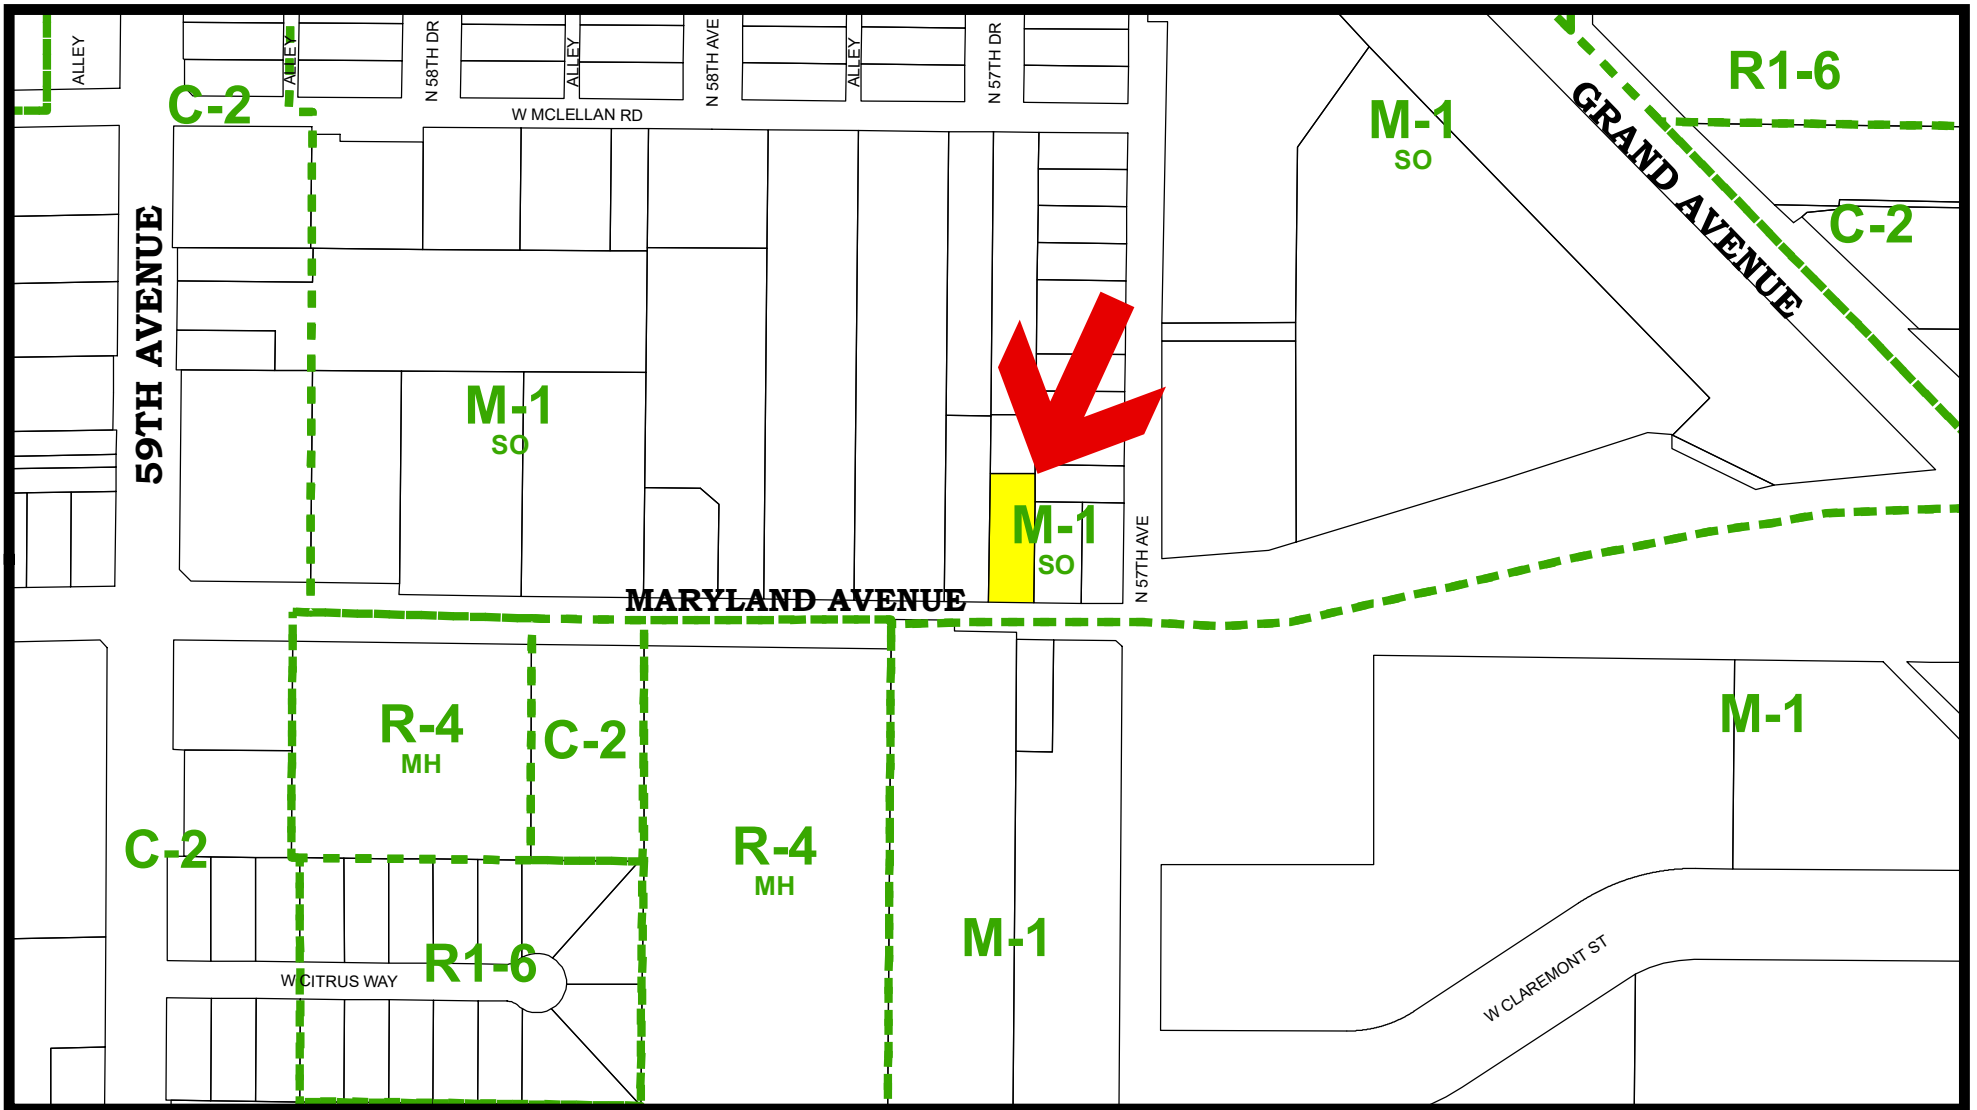 ALLEY
ALLEY
N 58TH DR
ALLEY
N 58TH AVE
ALLEY
N 57TH DR
R1-6
C-2
W MCLELLAN RD
M-1
SO
GRAND AVENUE
C-2
59TH AVENUE
M-1
SO
M-1
SO
N 57TH AVE
MARYLAND AVENUE
R-4
MH
C-2
M-1
C-2
R-4
MH
M-1
R1-6
W CITRUS WAY
W CLAREMONT ST